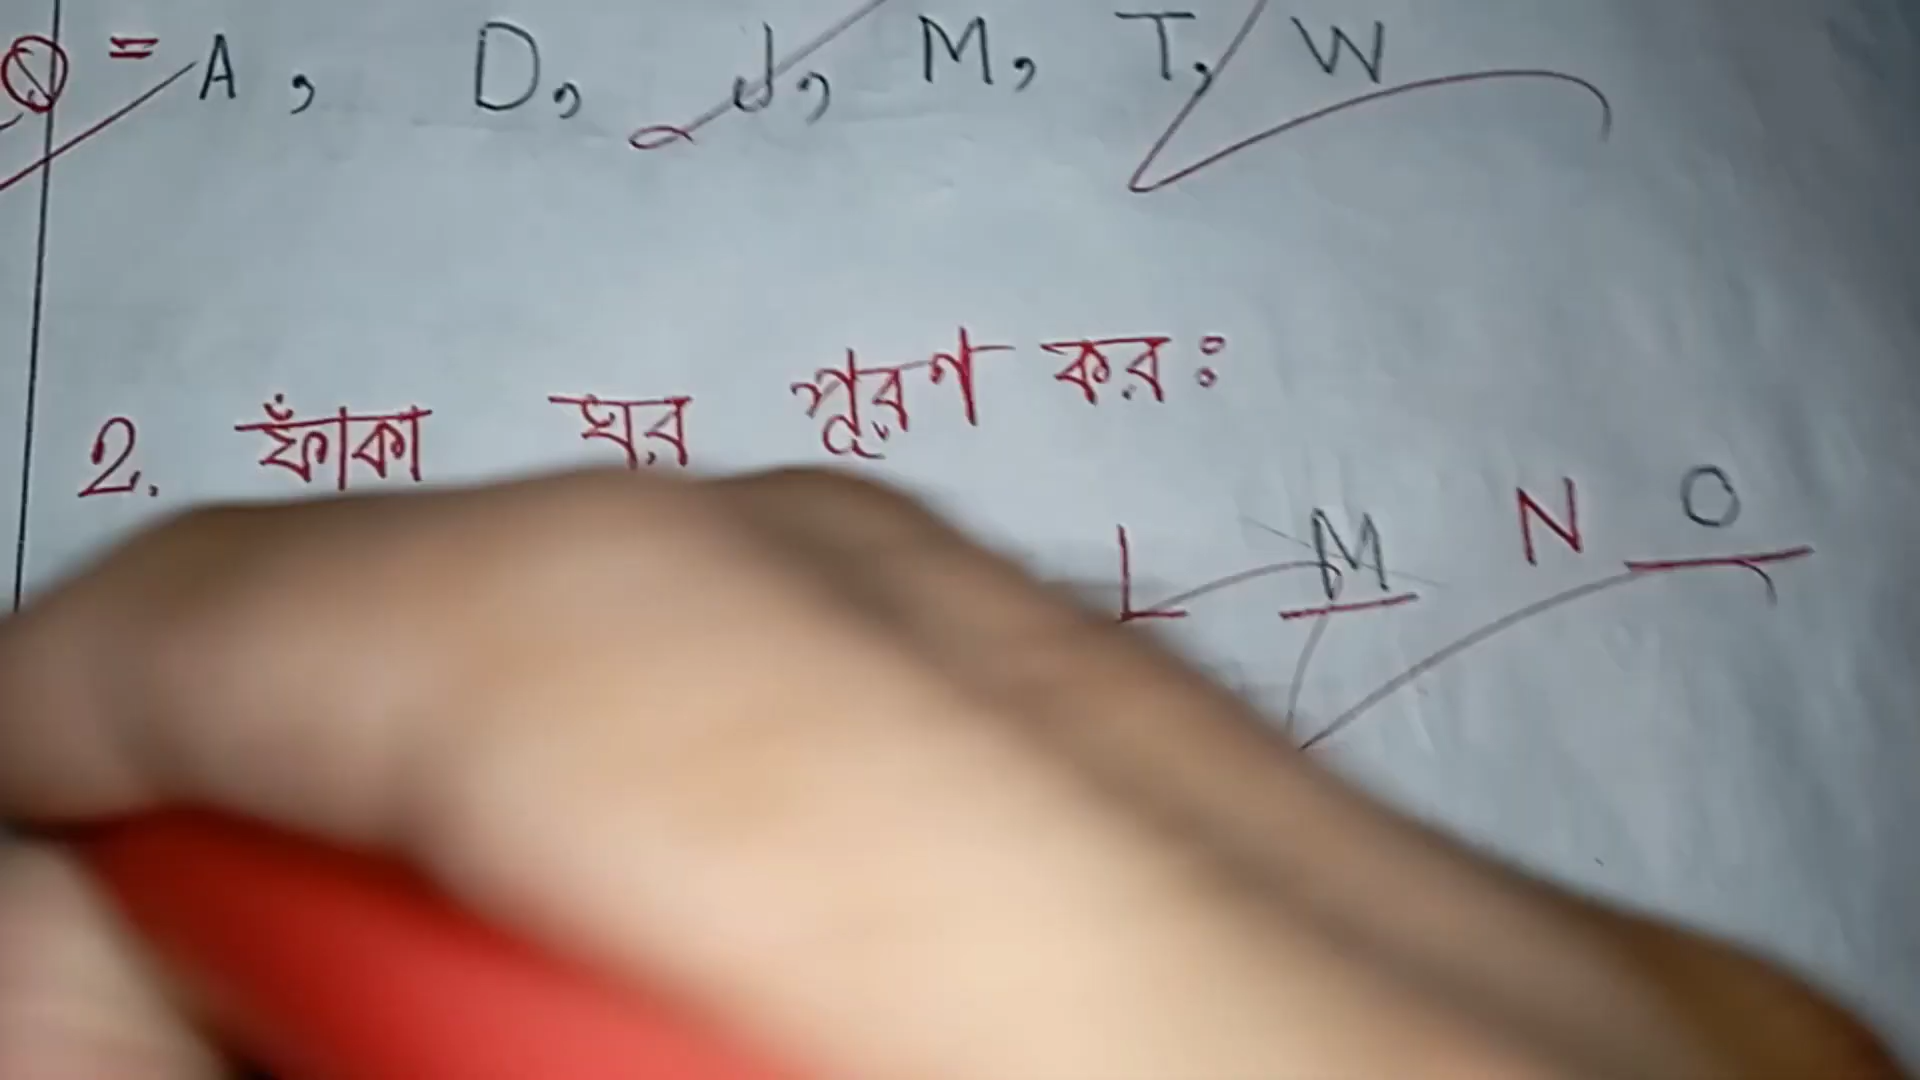 = A, D, J, M, T, W
2. ফাঁকা ঘর পূরণ কর:
L M N O